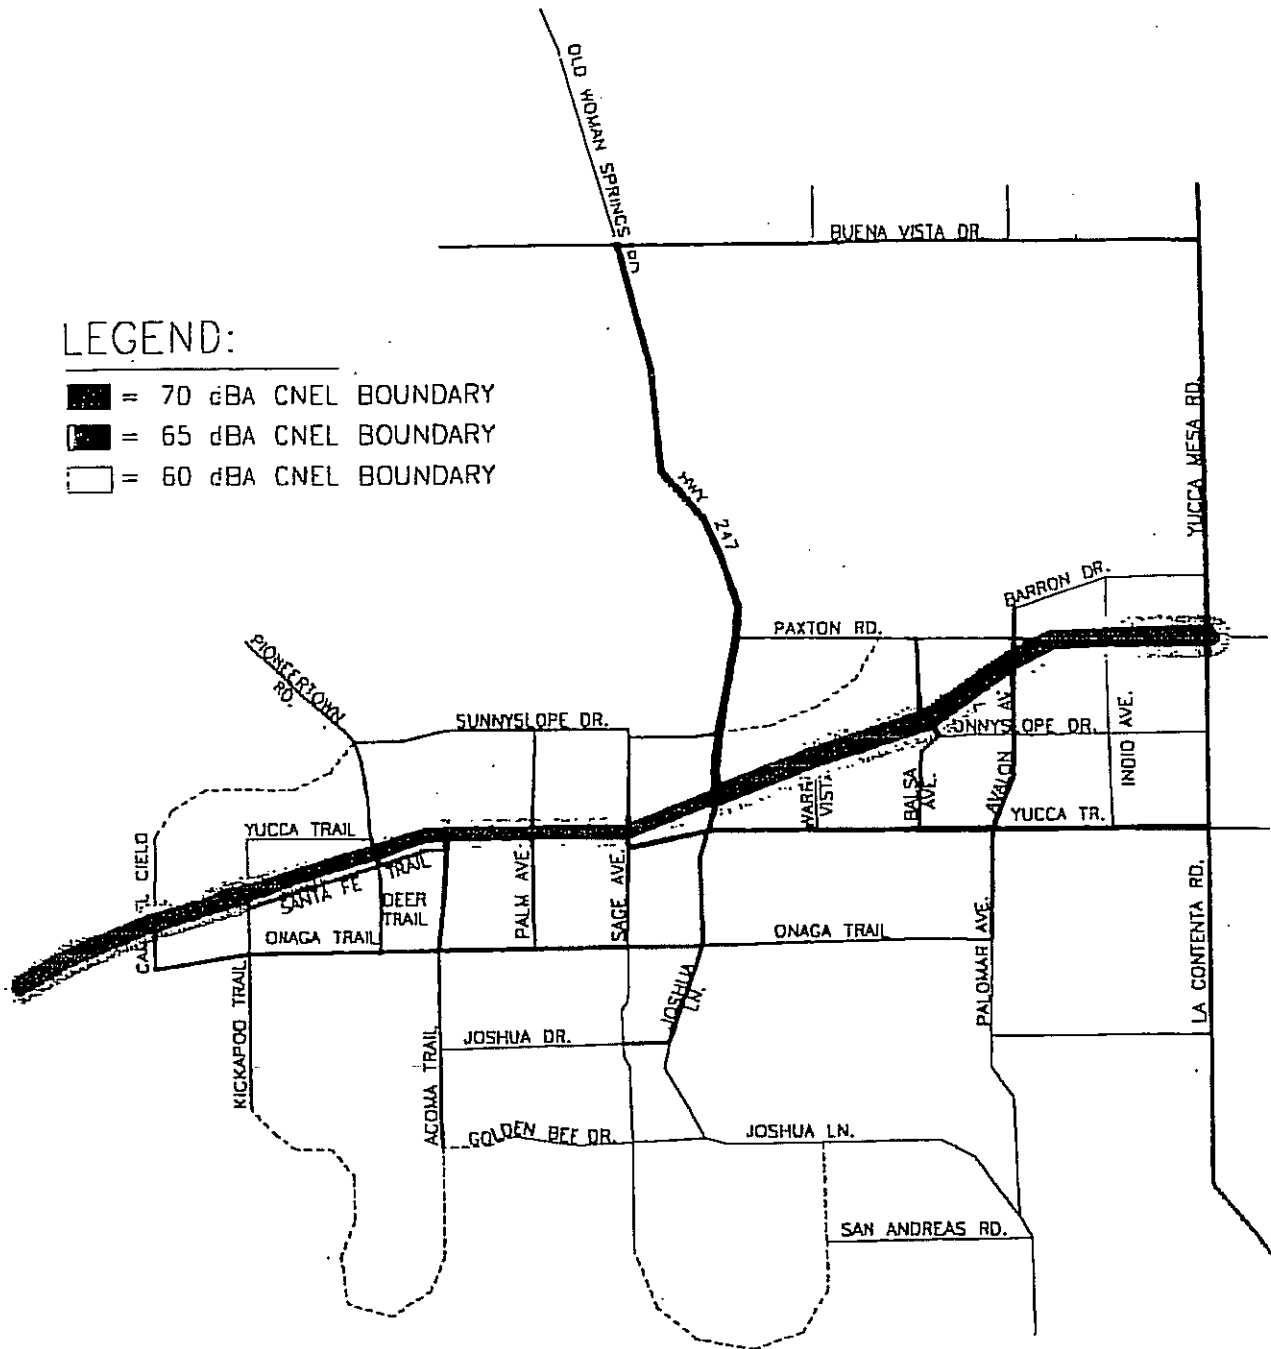 OLD WOMAN SPRINGS RD
BUENA VISTA DR
LEGEND:
= 70 dBA CNEL BOUNDARY
= 65 dBA CNEL BOUNDARY
= 60 dBA CNEL BOUNDARY
YUCCA MESA RD.
HWY 247
BARRON DR.
PAXTON RD.
PIONEERTOWN
RD.
SUNNYSLOPE DR.
NNYSLOPE DR.
INDIO AVE.
AVALON AV
BALSA
AVE.
WARR
VISTA
YUCCA TR.
YUCCA TRAIL
CIELO
SANTA FE TRAIL
DEER
TRAIL
PALM AVE.
SAGE AVE.
ONAGA TRAIL
ONAGA TRAIL
PALOMAR AVE.
LA CONTENTA RD.
KICKAPOO TRAIL
JOSHUA
LN.
ACOMA TRAIL
JOSHUA DR.
GOLDEN BEE DR.
JOSHUA LN.
SAN ANDREAS RD.